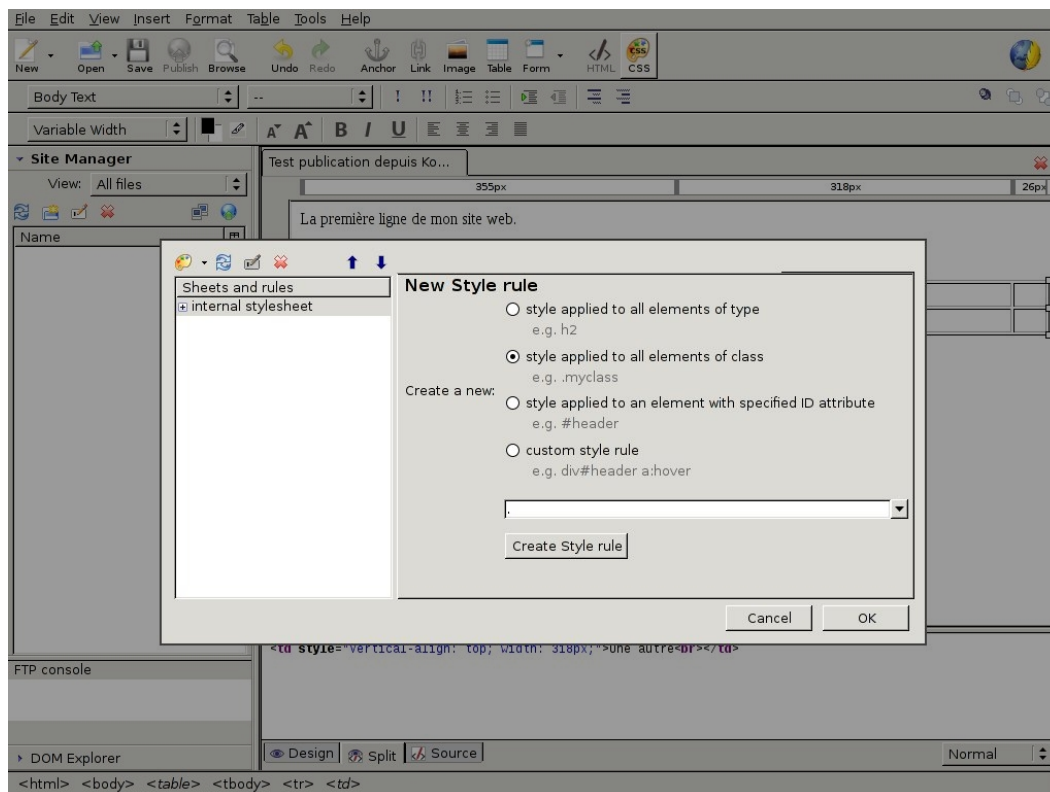 File Edit View Insert Format Table Tools Help
New Open Save Publish Browse Undo Redo Anchor Link Image Table Form HTML CSS
Body Text --
Variable Width A A B I U
Site Manager
Test publication depuis Ko...
View: All files
355px 318px 26px
La première ligne de mon site web.
Name
Sheets and rules
internal stylesheet
New Style rule
Create a new:
style applied to all elements of type
e.g. h2
style applied to all elements of class
e.g. .myclass
style applied to an element with specified ID attribute
e.g. #header
custom style rule
e.g. div#header a:hover
.
Create Style rule
Cancel OK
<td style="vertical-align: top; width: 318px;">Une autre<br></td>
FTP console
DOM Explorer
Design Split Source Normal
<html> <body> <table> <tbody> <tr> <td>